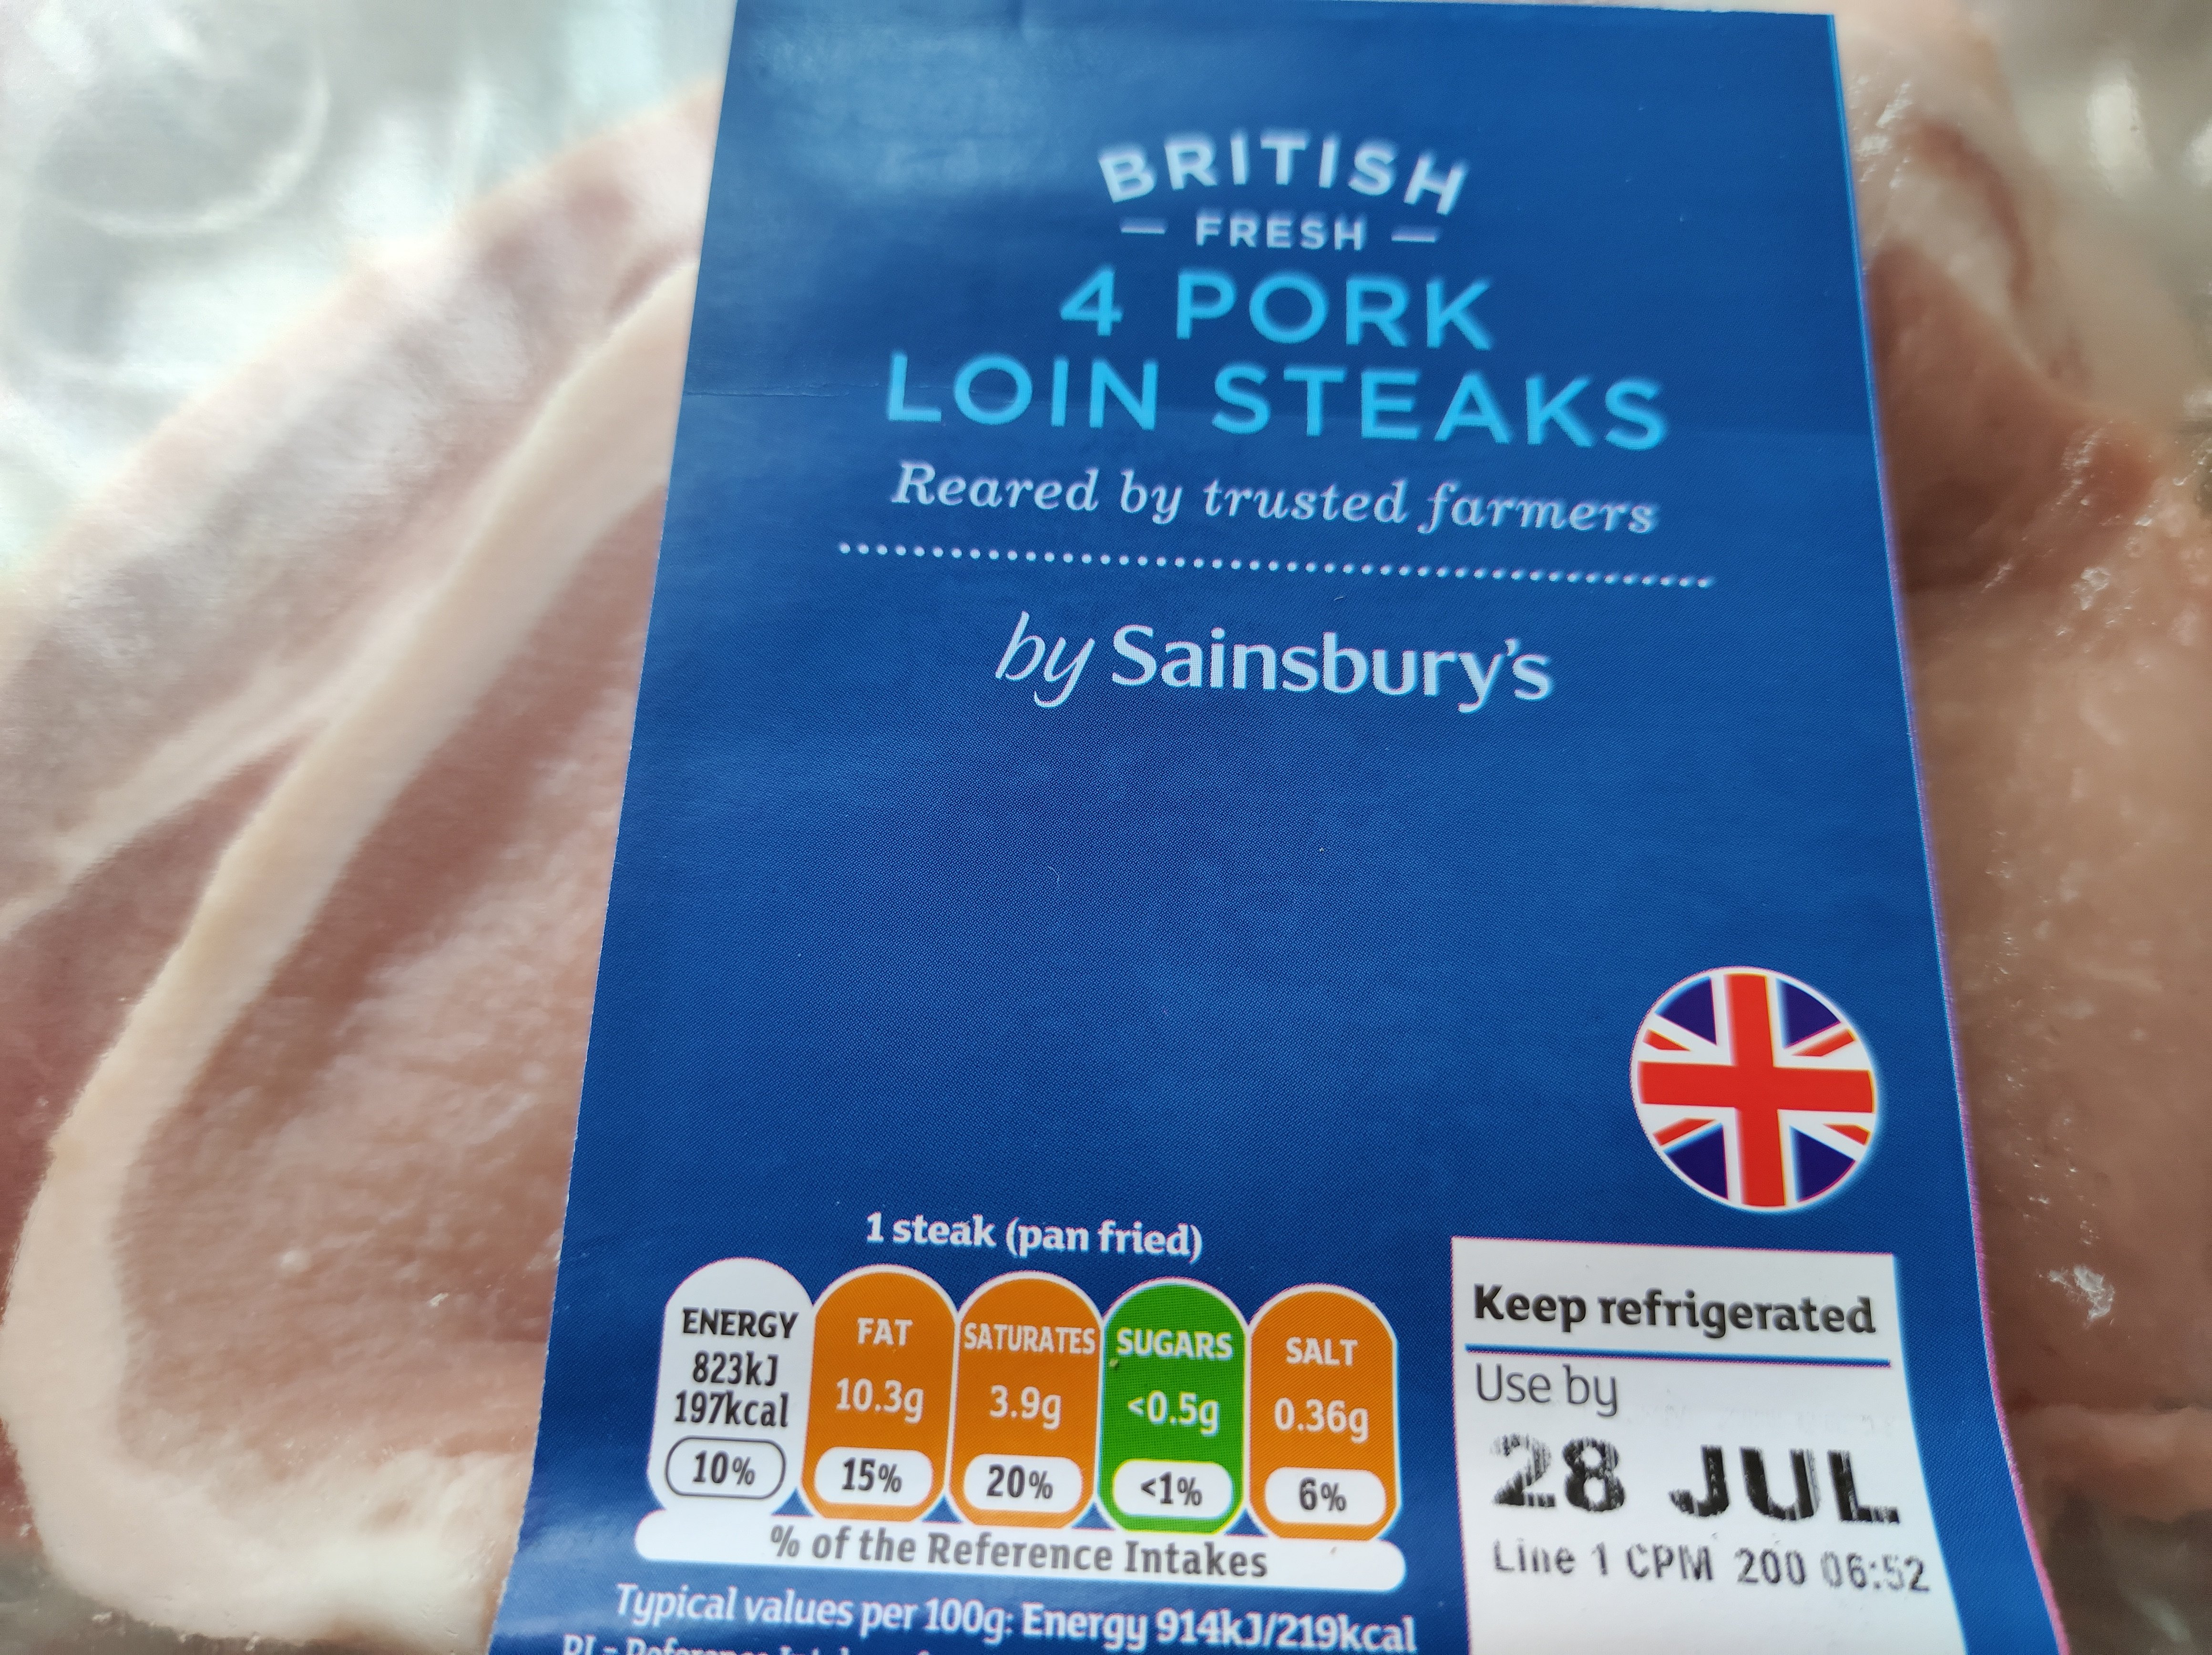 BRITISH
FRESH
4 PORK
LOIN STEAKS
Reared by trusted farmers
by Sainsbury's
1 steak (pan fried)
ENERGY
823kJ
197kcal
10%
FAT
10.3g
15%
SATURATES
3.9g
20%
SUGARS
<0.5g
<1%
SALT
0.36g
6%
% of the Reference Intakes
Typical values per 100g: Energy 914kJ/219kcal
Keep refrigerated
Use by
28 JUL
Line 1 CPM 200 06:52